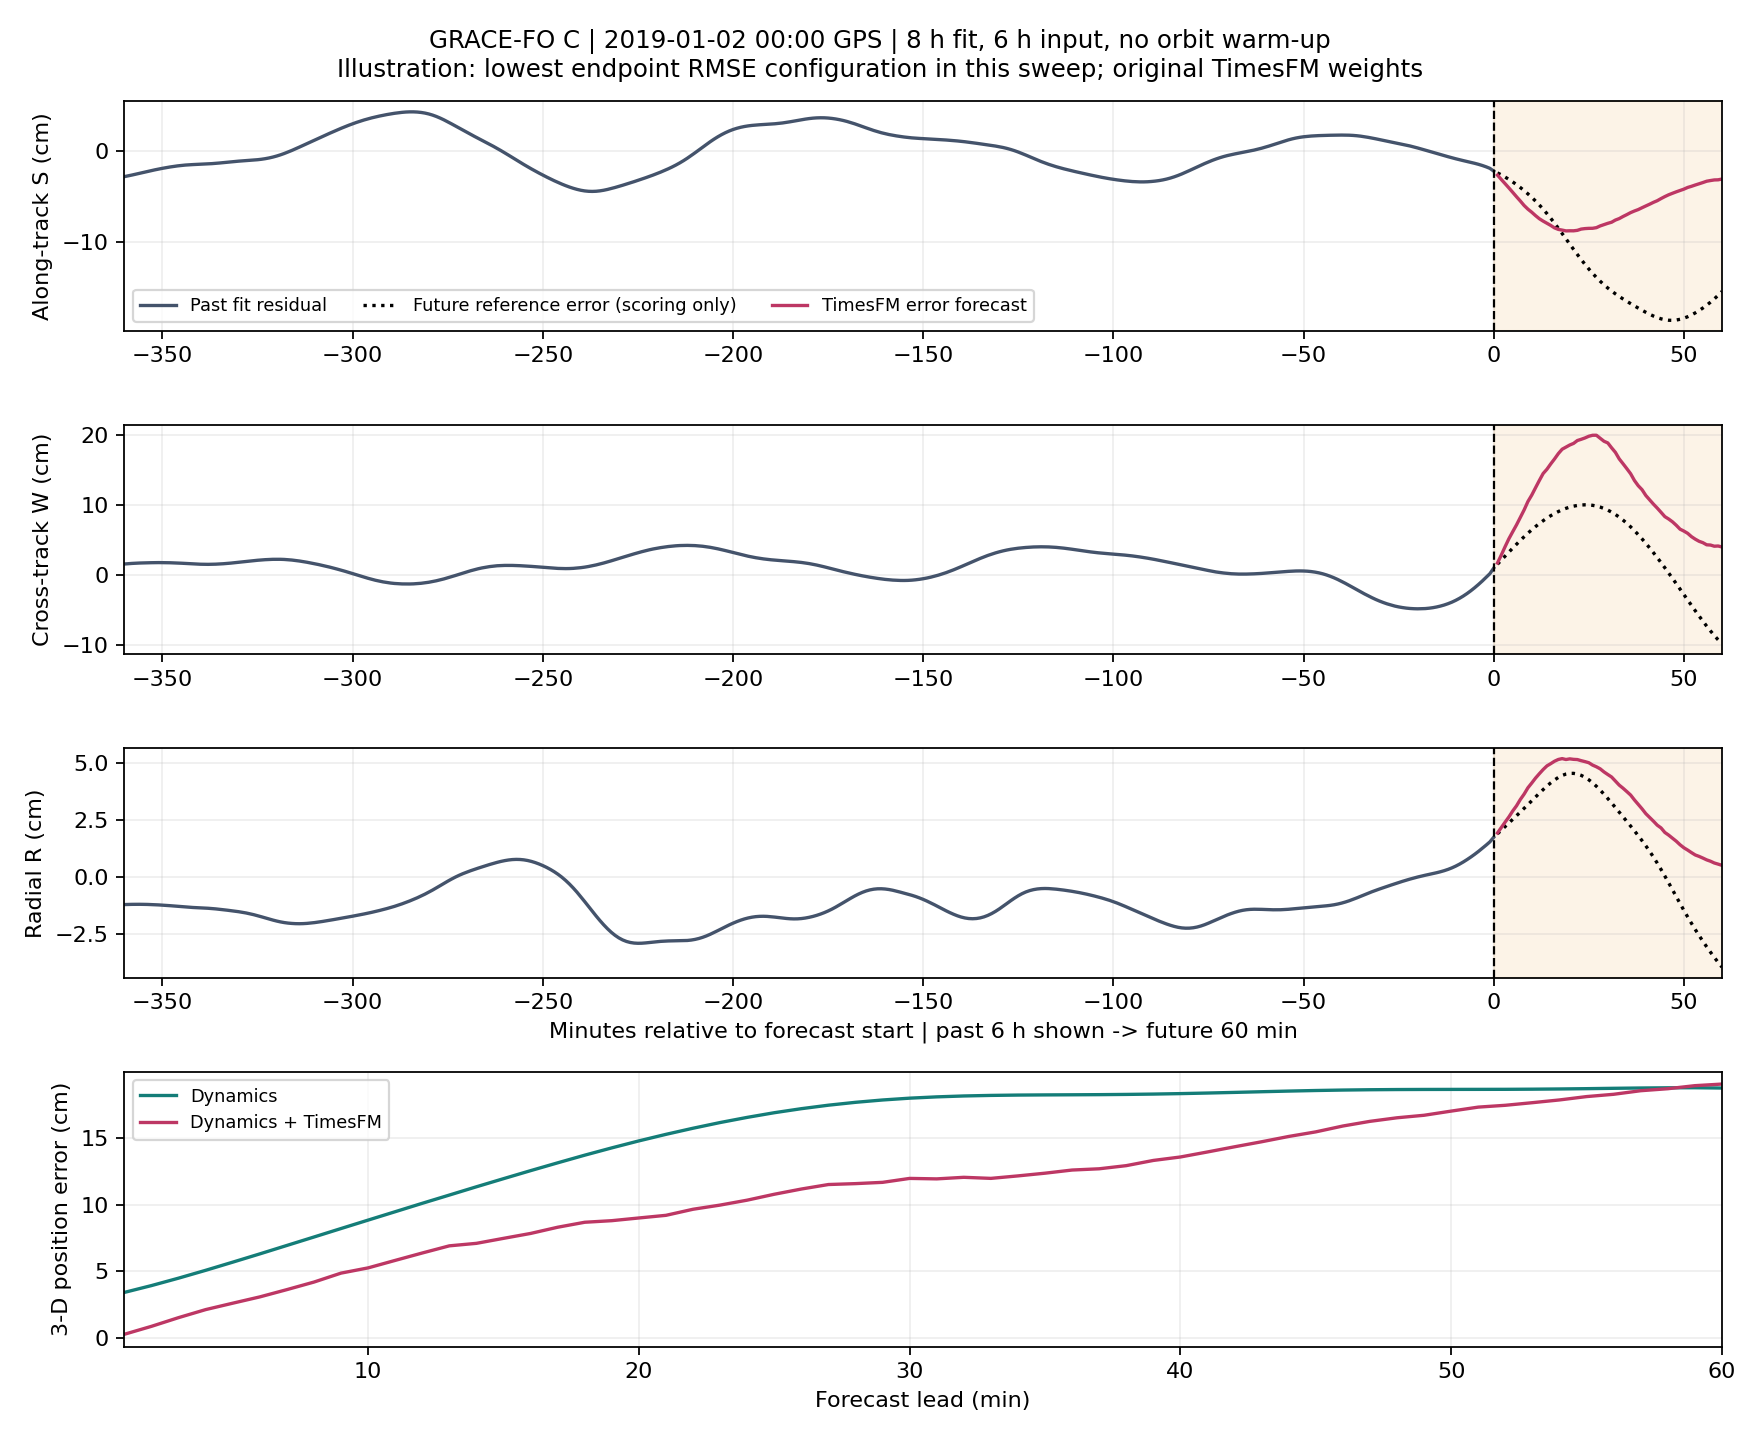 GRACE-FO C | 2019-01-02 00:00 GPS | 8 h fit, 6 h input, no orbit warm-up
Illustration: lowest endpoint RMSE configuration in this sweep; original TimesFM weights
Along-track S (cm)
0
−10
Past fit residual
Future reference error (scoring only)
TimesFM error forecast
−350 −300 −250 −200 −150 −100 −50 0 50
Cross-track W (cm)
20
10
0
−10
−350 −300 −250 −200 −150 −100 −50 0 50
Radial R (cm)
5.0
2.5
0.0
−2.5
−350 −300 −250 −200 −150 −100 −50 0 50
Minutes relative to forecast start | past 6 h shown -> future 60 min
3-D position error (cm)
Dynamics
Dynamics + TimesFM
15
10
5
0
10 20 30 40 50 60
Forecast lead (min)